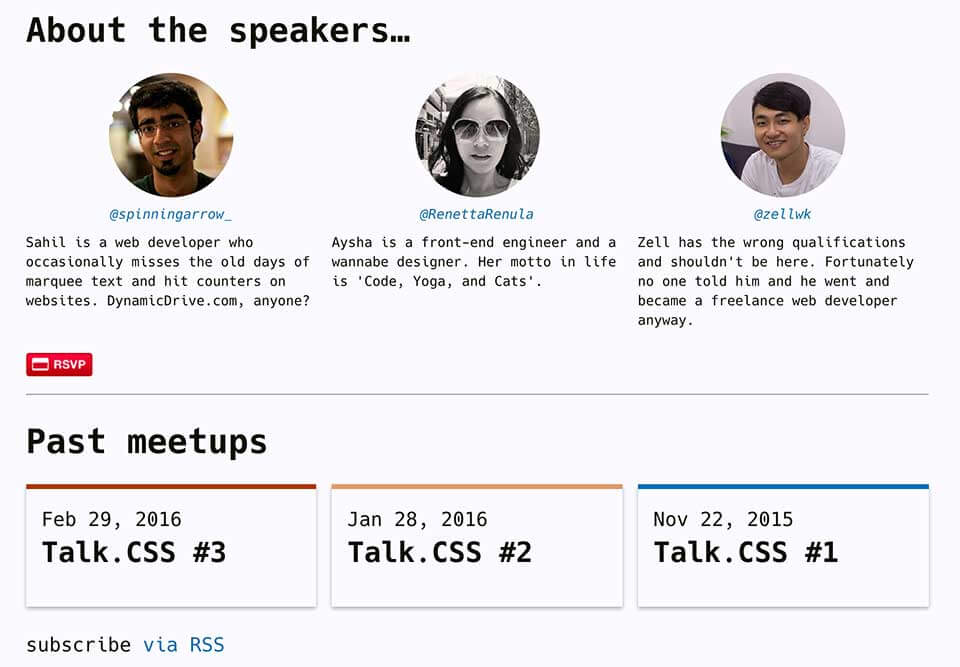 About the speakers…
@spinningarrow_
Sahil is a web developer who
occasionally misses the old days of
marquee text and hit counters on
websites. DynamicDrive.com, anyone?
@RenettaRenula
Aysha is a front-end engineer and a
wannabe designer. Her motto in life
is 'Code, Yoga, and Cats'.
@zellwk
Zell has the wrong qualifications
and shouldn't be here. Fortunately
no one told him and he went and
became a freelance web developer
anyway.
RSVP
Past meetups
Feb 29, 2016
Talk.CSS #3
Jan 28, 2016
Talk.CSS #2
Nov 22, 2015
Talk.CSS #1
subscribe via RSS